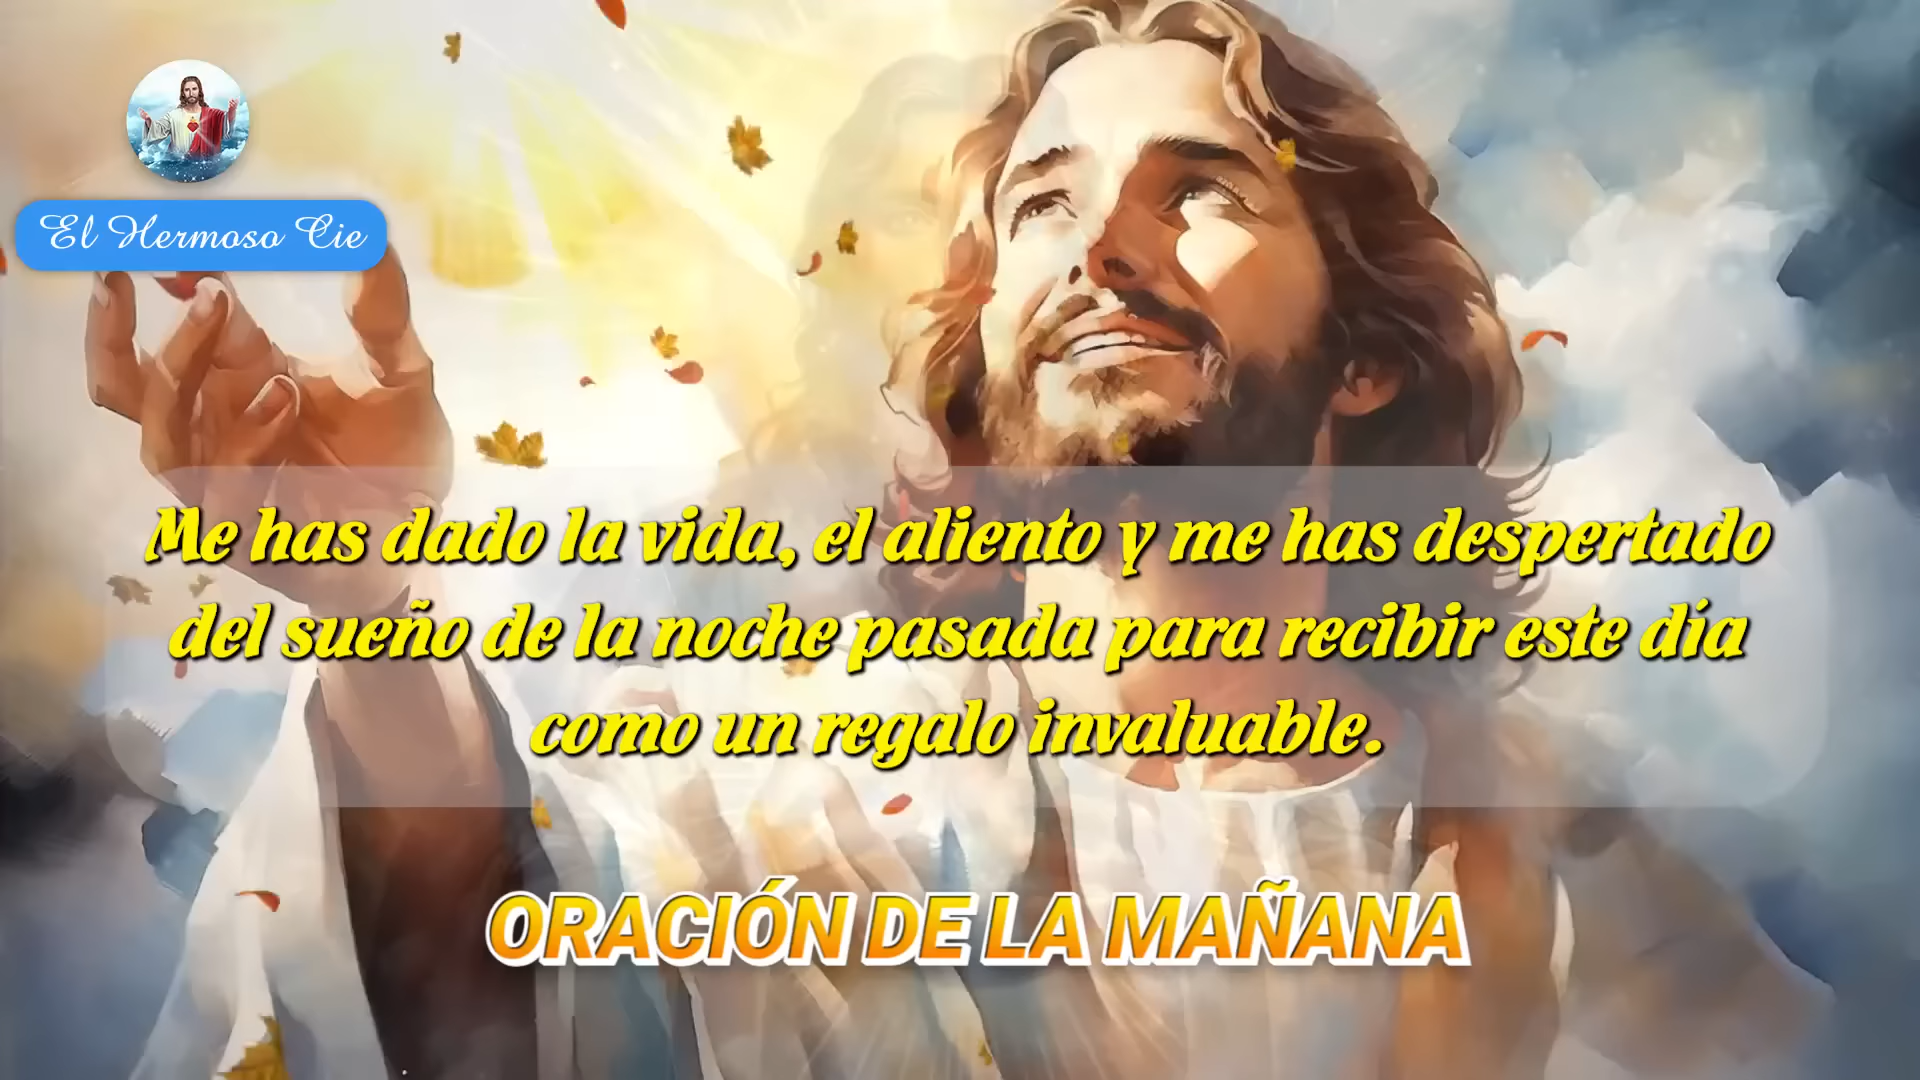 El Hermoso Cie
Me has dado la vida, el aliento y me has despertado
del sueño de la noche pasada para recibir este día
como un regalo invaluable.
ORACIÓN DE LA MAÑANA